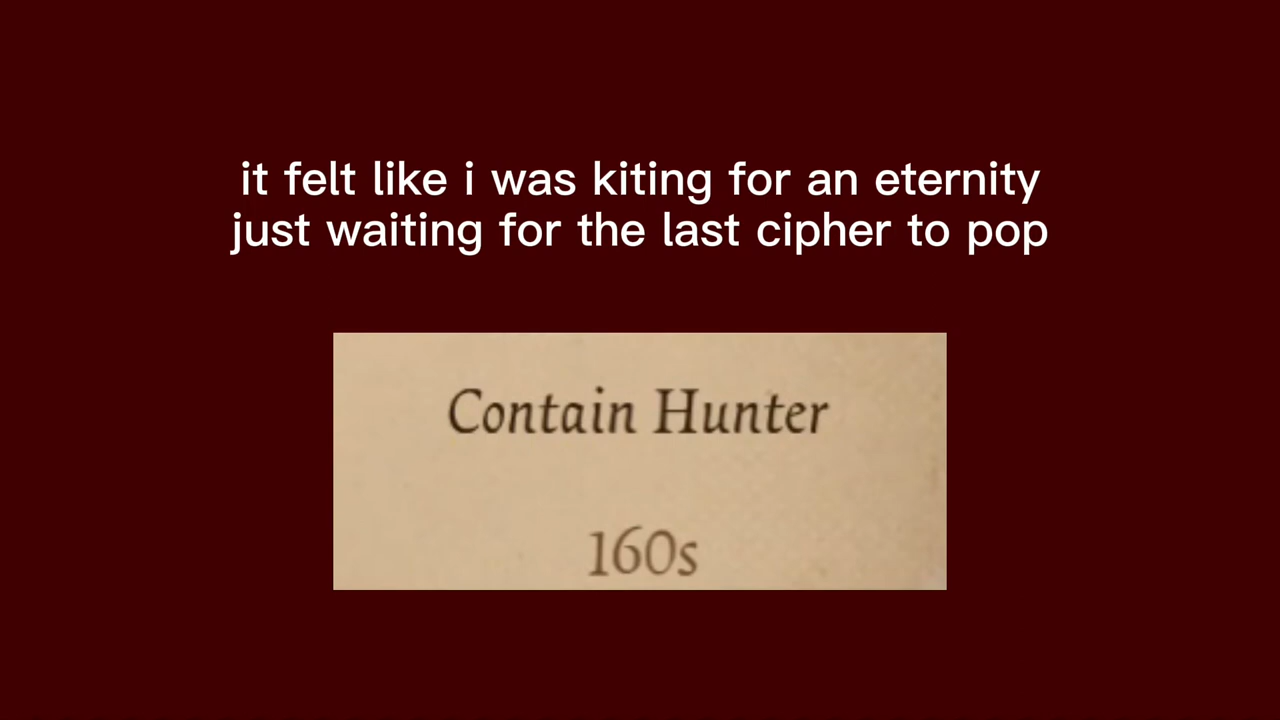 it felt like i was kiting for an eternity
just waiting for the last cipher to pop
Contain Hunter
160s